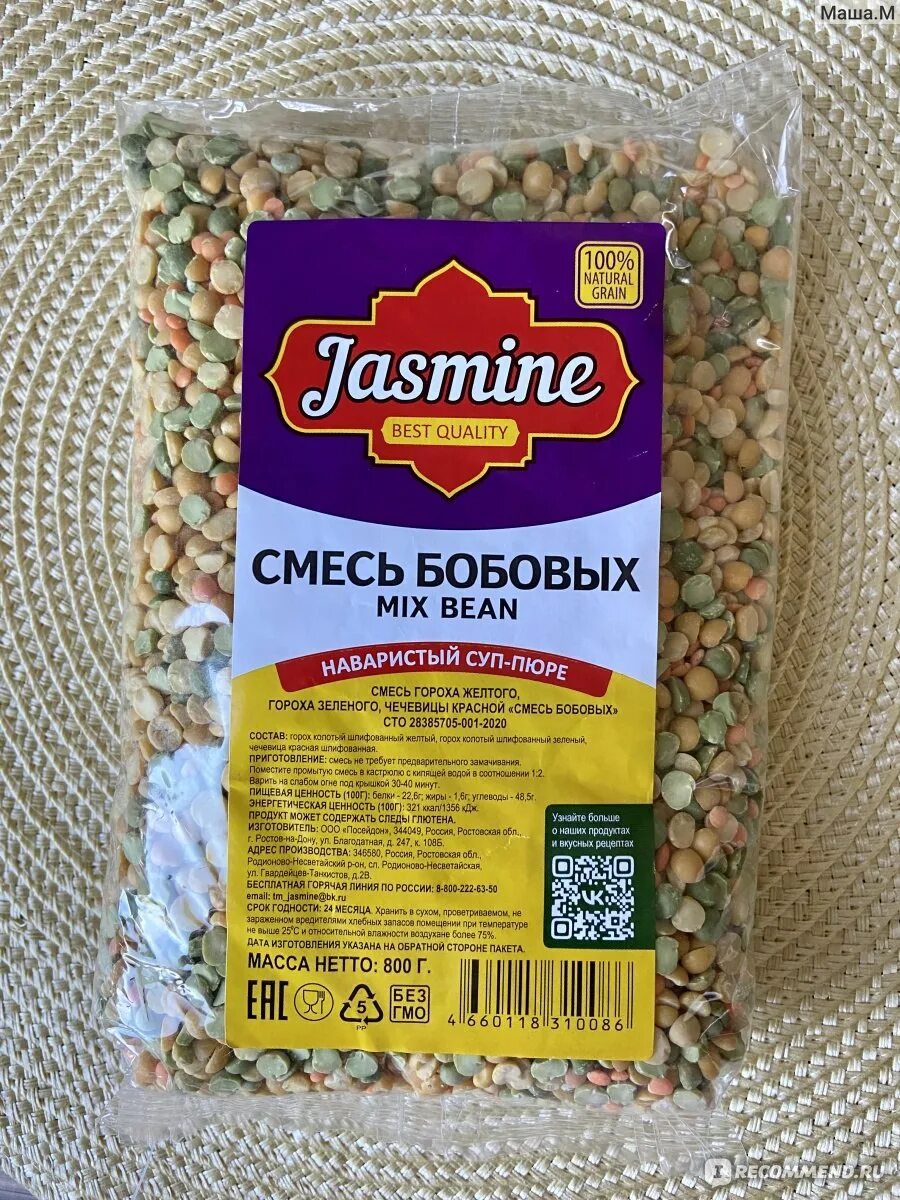 Маша.М
100%
NATURAL
GRAIN
Jasmine
BEST QUALITY
СМЕСЬ БОБОВЫХ
MIX BEAN
НАВАРИСТЫЙ СУП-ПЮРЕ
СМЕСЬ ГОРОХА ЖЕЛТОГО,
ГОРОХА ЗЕЛЕНОГО, ЧЕЧЕВИЦЫ КРАСНОЙ «СМЕСЬ БОБОВЫХ»
СТО 28385705-001-2020
СОСТАВ: горох колотый шлифованный желтый, горох колотый шлифованный зеленый,
чечевица красная шлифованная.
ПРИГОТОВЛЕНИЕ: смесь не требует предварительного замачивания.
Поместите промытую смесь в кастрюлю с кипящей водой в соотношении 1:2.
Варить на слабом огне под крышкой 30-40 минут.
ПИЩЕВАЯ ЦЕННОСТЬ (100Г): белки - 22,6г; жиры - 1,6г; углеводы - 48,5г.
ЭНЕРГЕТИЧЕСКАЯ ЦЕННОСТЬ (100Г): 321 ккал/1356 кДж.
ПРОДУКТ МОЖЕТ СОДЕРЖАТЬ СЛЕДЫ ГЛЮТЕНА.
ИЗГОТОВИТЕЛЬ: ООО «Посейдон», 344049, Россия, Ростовская обл.,
г. Ростов-на-Дону, ул. Благодатная, д. 247, к. 108Б.
АДРЕС ПРОИЗВОДСТВА: 346580, Россия, Ростовская обл.,
Родионово-Несветайский р-он, сл. Родионово-Несветайская,
ул. Гвардейцев-Танкистов, д.2В.
БЕСПЛАТНАЯ ГОРЯЧАЯ ЛИНИЯ ПО РОССИИ: 8-800-222-63-50
email: tm_jasmine@bk.ru
СРОК ГОДНОСТИ: 24 МЕСЯЦА. Хранить в сухом, проветриваемом, не
зараженном вредителями хлебных запасов помещении при температуре
не выше 25°С и относительной влажности воздухане более 75%.
ДАТА ИЗГОТОВЛЕНИЯ УКАЗАНА НА ОБРАТНОЙ СТОРОНЕ ПАКЕТА.
МАССА НЕТТО: 800 Г.
Узнайте больше
о наших продуктах
и вкусных рецептах
EAC
5
PP
БЕЗ
ГМО
4 660118 310086
RECOMMEND.RU